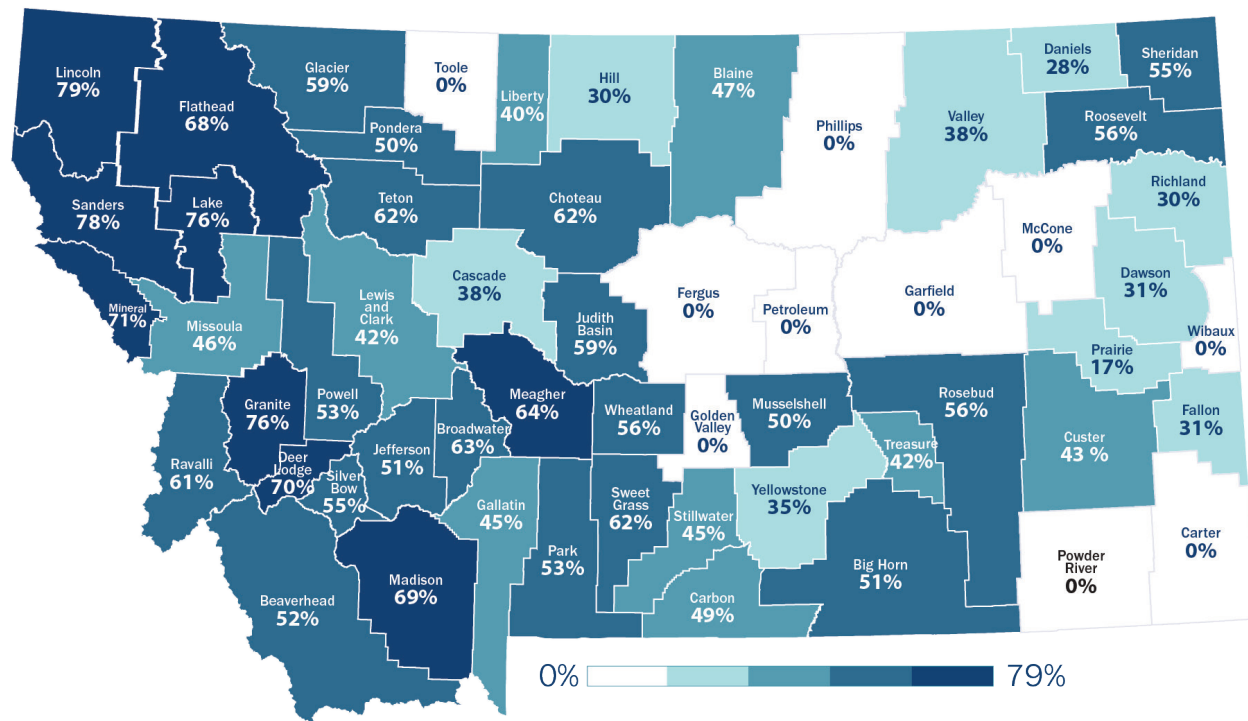 Lincoln
79%
Flathead
68%
Glacier
59%
Toole
0%
Pondera
50%
Liberty
40%
Hill
30%
Blaine
47%
Phillips
0%
Valley
38%
Daniels
28%
Sheridan
55%
Roosevelt
56%
Sanders
78%
Lake
76%
Teton
62%
Choteau
62%
McCone
0%
Richland
30%
Mineral
71%
Missoula
46%
Lewis
and
Clark
42%
Cascade
38%
Judith
Basin
59%
Fergus
0%
Petroleum
0%
Garfield
0%
Dawson
31%
Wibaux
0%
Prairie
17%
Granite
76%
Powell
53%
Meagher
64%
Wheatland
56%
Golden
Valley
0%
Musselshell
50%
Rosebud
56%
Treasure
42%
Custer
43 %
Fallon
31%
Ravalli
61%
Deer
Lodge
70%
Silver
Bow
55%
Jefferson
51%
Broadwater
63%
Gallatin
45%
Park
53%
Sweet
Grass
62%
Stillwater
45%
Yellowstone
35%
Big Horn
51%
Powder
River
0%
Carter
0%
Beaverhead
52%
Madison
69%
Carbon
49%
0%
79%